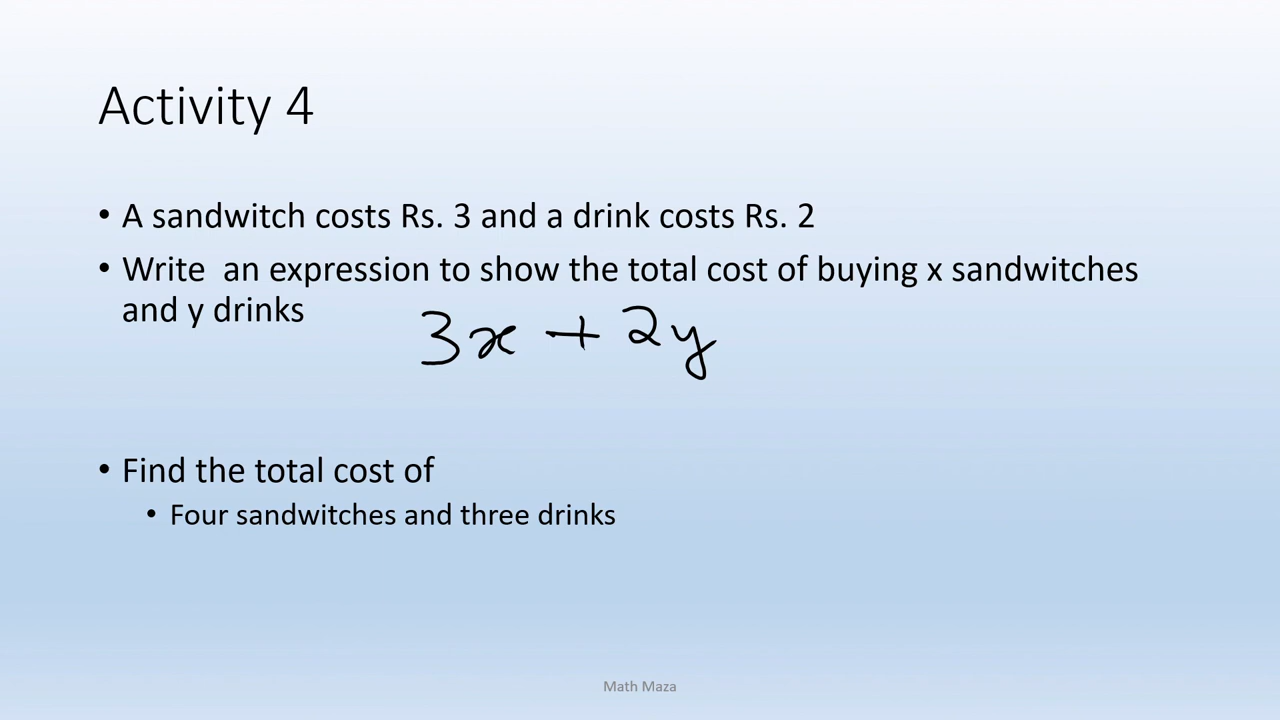 Activity 4
• A sandwitch costs Rs. 3 and a drink costs Rs. 2
• Write  an expression to show the total cost of buying x sandwitches
and y drinks
3x + 2y
• Find the total cost of
• Four sandwitches and three drinks
Math Maza